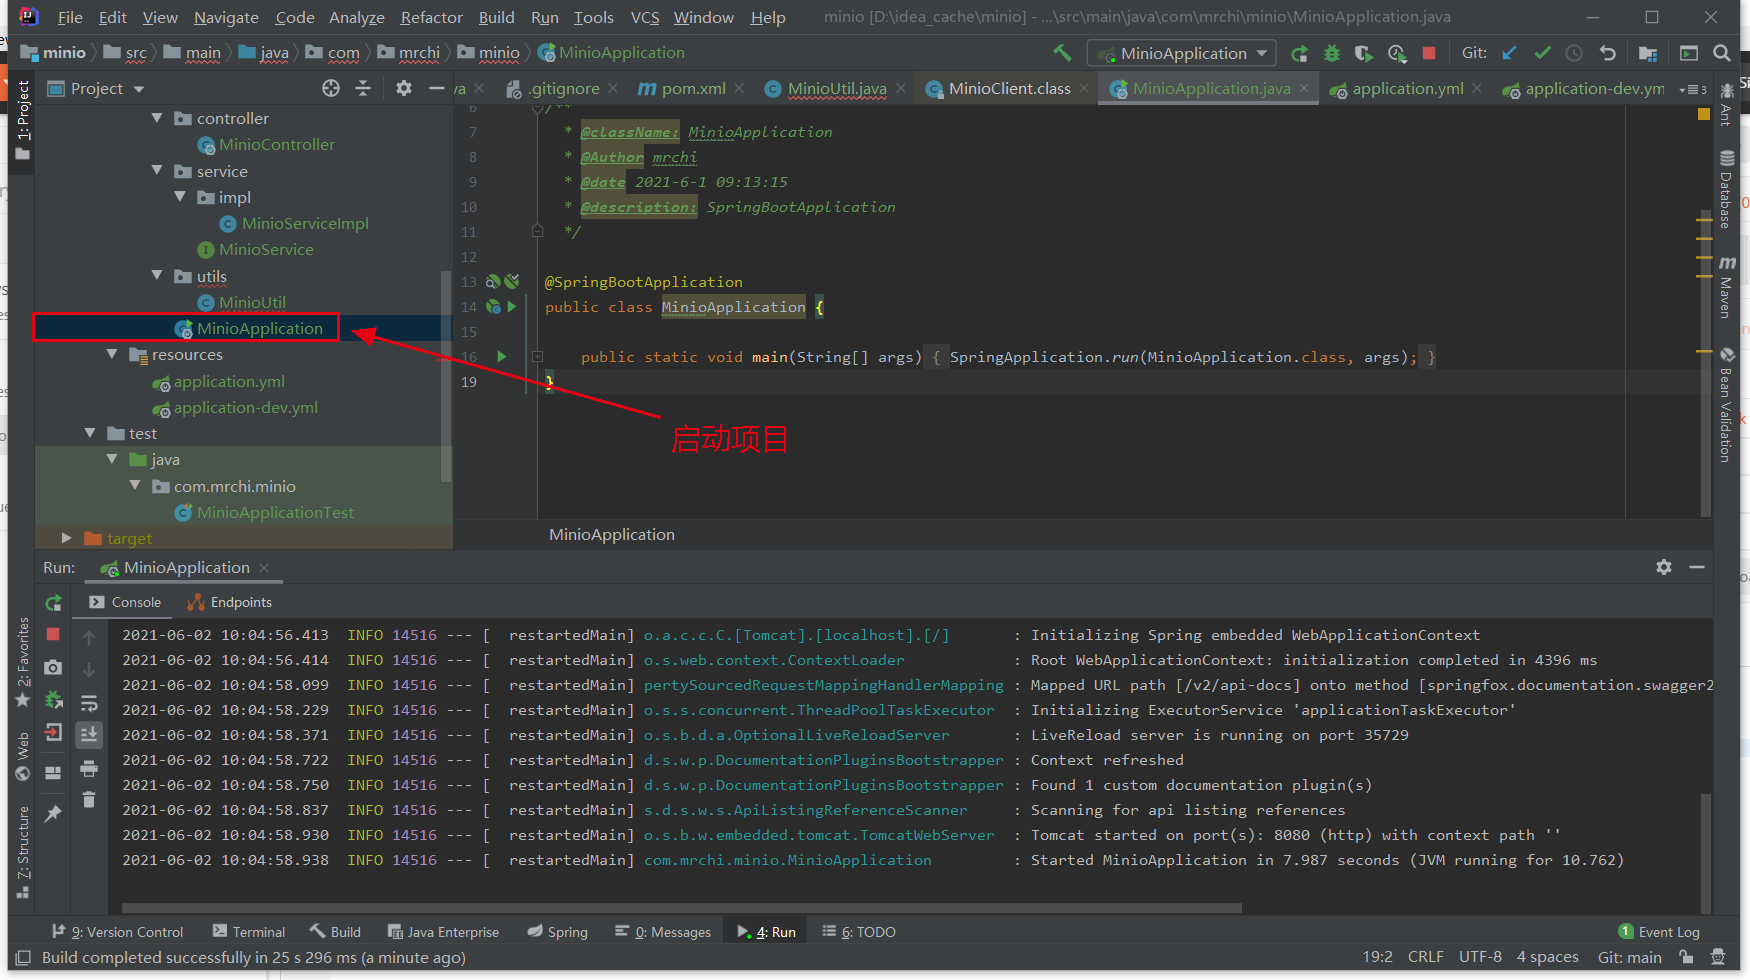 File Edit View Navigate Code Analyze Refactor Build Run Tools VCS Window Help minio [D:\idea_cache\minio] - ...\src\main\java\com\mrchi\minio\MinioApplication.java
minio src main java com mrchi minio MinioApplication MinioApplication Git:
1: Project
Project
va .gitignore pom.xml MinioUtil.java MinioClient.class MinioApplication.java application.yml application-dev.ym 3
controller
MinioController
service
impl
MinioServiceImpl
MinioService
utils
MinioUtil
MinioApplication
resources
application.yml
application-dev.yml
test
java
com.mrchi.minio
MinioApplicationTest
target
6 /**
7 * @className: MinioApplication
8 * @Author mrchi
9 * @date 2021-6-1 09:13:15
10 * @description: SpringBootApplication
11 */
12
13 @SpringBootApplication
14 public class MinioApplication {
15
16 public static void main(String[] args) { SpringApplication.run(MinioApplication.class, args); }
19 }
启动项目
MinioApplication
Ant
Database
Maven
Bean Validation
Run: MinioApplication
Console Endpoints
2021-06-02 10:04:56.413 INFO 14516 --- [ restartedMain] o.a.c.c.C.[Tomcat].[localhost].[/] : Initializing Spring embedded WebApplicationContext
2021-06-02 10:04:56.414 INFO 14516 --- [ restartedMain] o.s.web.context.ContextLoader : Root WebApplicationContext: initialization completed in 4396 ms
2021-06-02 10:04:58.099 INFO 14516 --- [ restartedMain] pertySourcedRequestMappingHandlerMapping : Mapped URL path [/v2/api-docs] onto method [springfox.documentation.swagger2
2021-06-02 10:04:58.229 INFO 14516 --- [ restartedMain] o.s.s.concurrent.ThreadPoolTaskExecutor : Initializing ExecutorService 'applicationTaskExecutor'
2021-06-02 10:04:58.371 INFO 14516 --- [ restartedMain] o.s.b.d.a.OptionalLiveReloadServer : LiveReload server is running on port 35729
2021-06-02 10:04:58.722 INFO 14516 --- [ restartedMain] d.s.w.p.DocumentationPluginsBootstrapper : Context refreshed
2021-06-02 10:04:58.750 INFO 14516 --- [ restartedMain] d.s.w.p.DocumentationPluginsBootstrapper : Found 1 custom documentation plugin(s)
2021-06-02 10:04:58.837 INFO 14516 --- [ restartedMain] s.d.s.w.s.ApiListingReferenceScanner : Scanning for api listing references
2021-06-02 10:04:58.930 INFO 14516 --- [ restartedMain] o.s.b.w.embedded.tomcat.TomcatWebServer : Tomcat started on port(s): 8080 (http) with context path ''
2021-06-02 10:04:58.938 INFO 14516 --- [ restartedMain] com.mrchi.minio.MinioApplication : Started MinioApplication in 7.987 seconds (JVM running for 10.762)
2: Favorites
Web
Z: Structure
9: Version Control Terminal Build Java Enterprise Spring 0: Messages 4: Run 6: TODO 1 Event Log
Build completed successfully in 25 s 296 ms (a minute ago) 19:2 CRLF UTF-8 4 spaces Git: main